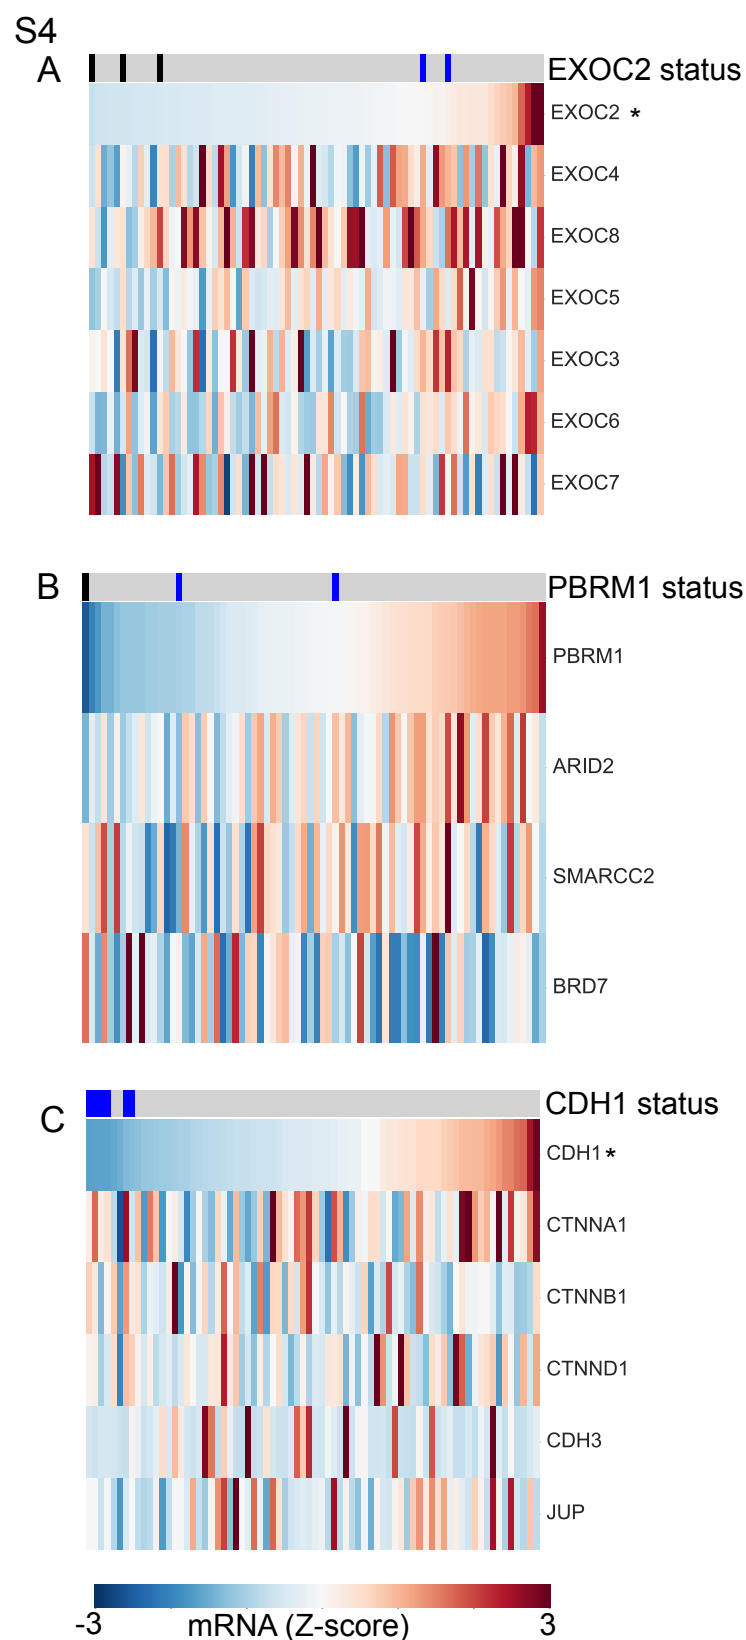 S4
A
EXOC2 status
EXOC2 *
EXOC4
EXOC8
EXOC5
EXOC3
EXOC6
EXOC7
B
PBRM1 status
PBRM1
ARID2
SMARCC2
BRD7
C
CDH1 status
CDH1 *
CTNNA1
CTNNB1
CTNND1
CDH3
JUP
-3 mRNA (Z-score) 3